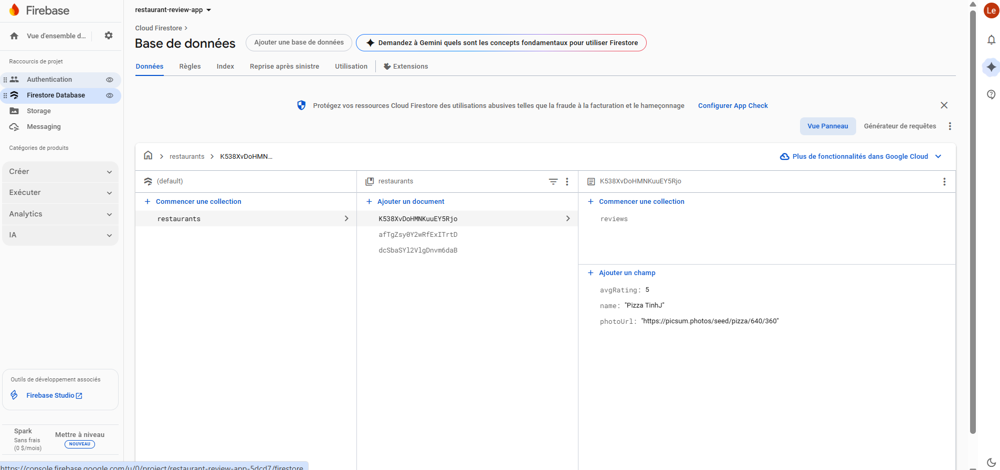 Firebase
restaurant-review-app
Le
Vue d'ensemble d...
Cloud Firestore
Base de données
Ajouter une base de données
Demandez à Gemini quels sont les concepts fondamentaux pour utiliser Firestore
Raccourcis de projet
Données
Règles
Index
Reprise après sinistre
Utilisation
Extensions
Authentication
Firestore Database
Storage
Messaging
Protégez vos ressources Cloud Firestore des utilisations abusives telles que la fraude à la facturation et le hameçonnage
Configurer App Check
Vue Panneau
Générateur de requêtes
Catégories de produits
Créer
Exécuter
Analytics
IA
restaurants
K538XvDoHMN...
Plus de fonctionnalités dans Google Cloud
(default)
restaurants
K538XvDoHMNKuuEY5Rjo
Commencer une collection
Ajouter un document
Commencer une collection
restaurants
K538XvDoHMNKuuEY5Rjo
reviews
afTgZsy0Y2wRfExITrtD
dcSbaSYl2VlgDnvm6daB
Ajouter un champ
avgRating: 5
name: "Pizza TinhJ"
photoUrl: "https://picsum.photos/seed/pizza/640/360"
Outils de développement associés
Firebase Studio
Spark
Sans frais
(0 $/mois)
Mettre à niveau
NOUVEAU
https://console.firebase.google.com/u/0/project/restaurant-review-app-5dcd7/firestore